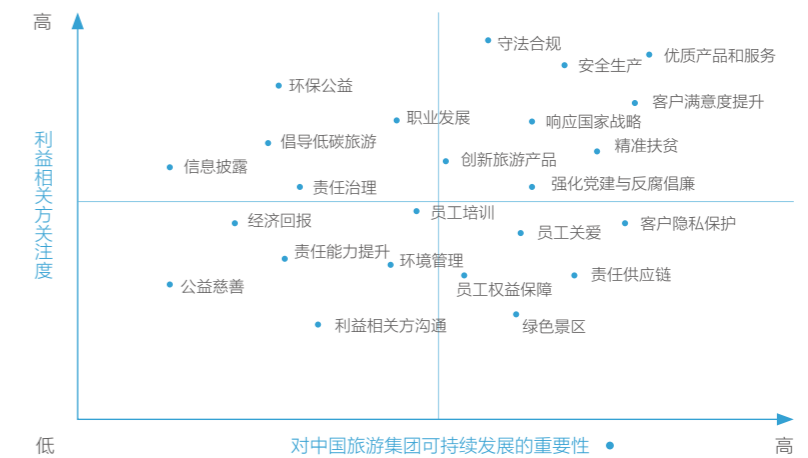 高
守法合规
优质产品和服务
安全生产
环保公益
客户满意度提升
职业发展
响应国家战略
倡导低碳旅游
精准扶贫
创新旅游产品
信息披露
责任治理
强化党建与反腐倡廉
利益相关方关注度
员工培训
经济回报
客户隐私保护
员工关爱
责任能力提升
环境管理
责任供应链
公益慈善
员工权益保障
利益相关方沟通
绿色景区
低
对中国旅游集团可持续发展的重要性
高